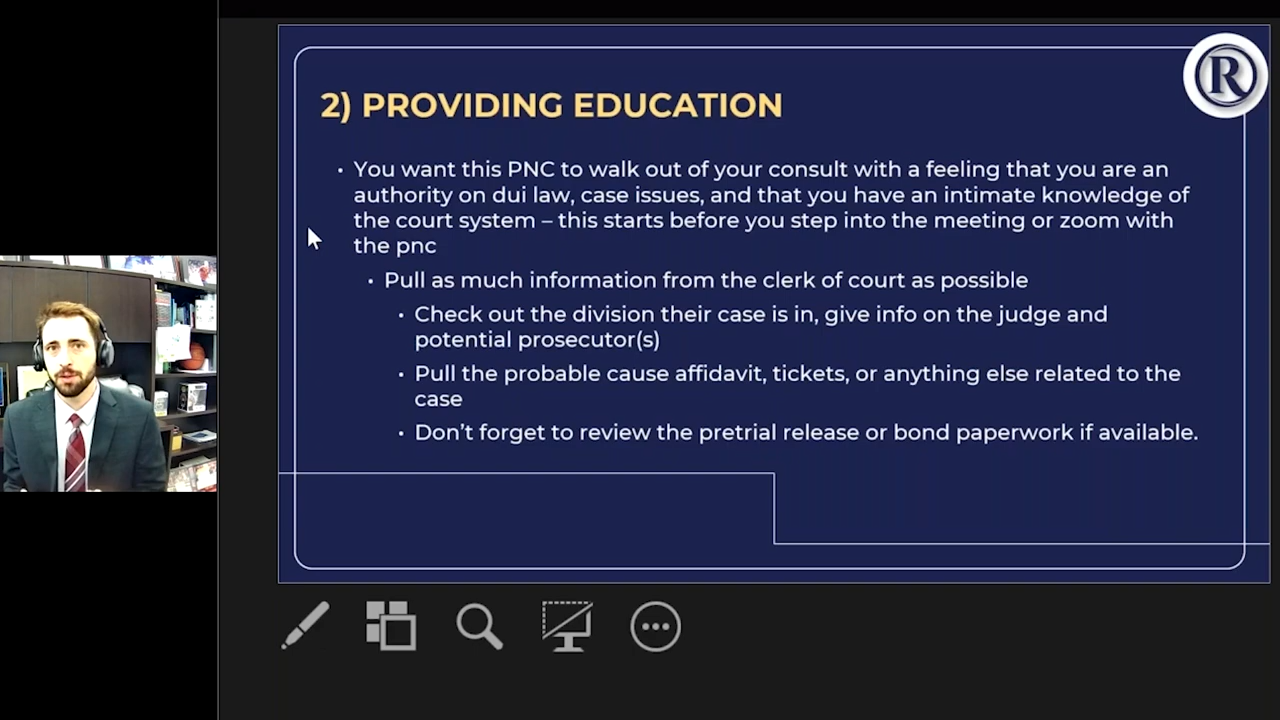 R
2) PROVIDING EDUCATION
• You want this PNC to walk out of your consult with a feeling that you are an
authority on dui law, case issues, and that you have an intimate knowledge of
the court system – this starts before you step into the meeting or zoom with
the pnc
• Pull as much information from the clerk of court as possible
• Check out the division their case is in, give info on the judge and
potential prosecutor(s)
• Pull the probable cause affidavit, tickets, or anything else related to the
case
• Don’t forget to review the pretrial release or bond paperwork if available.